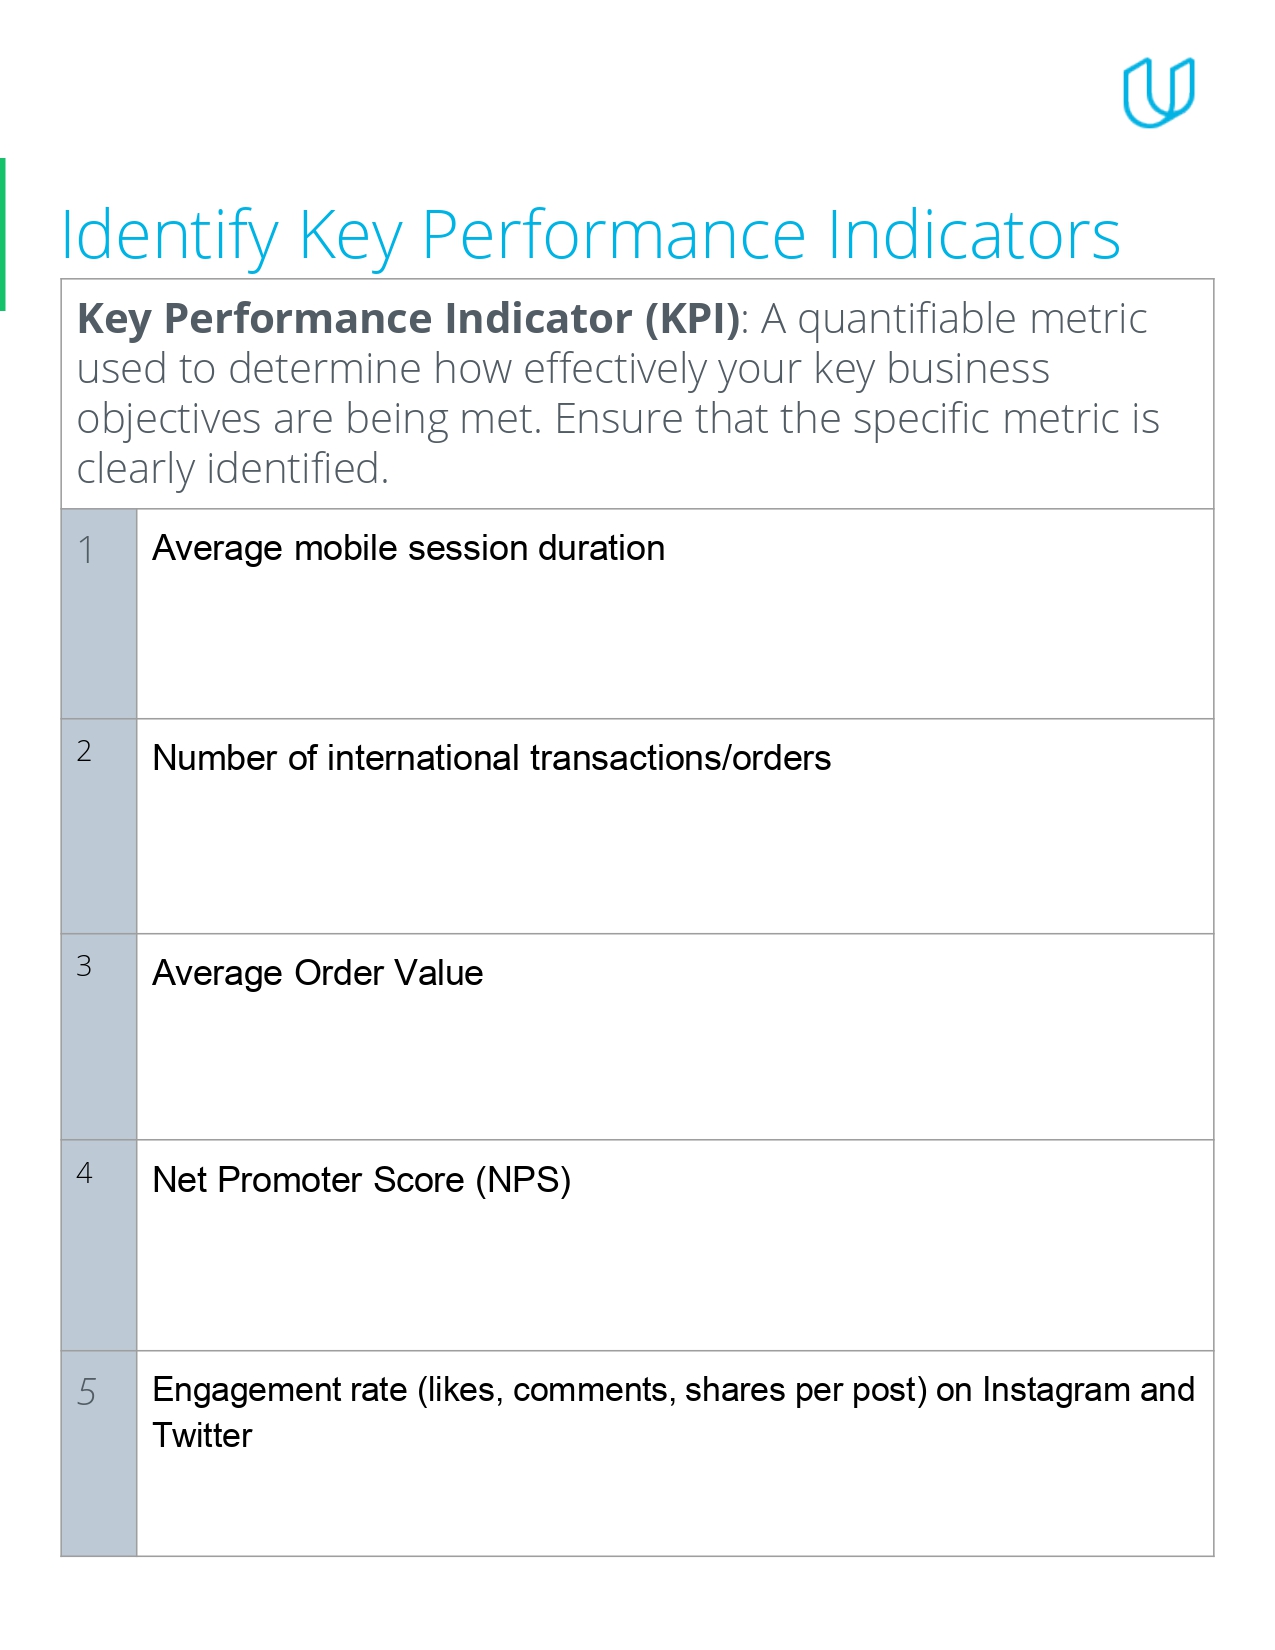 Identify Key Performance Indicators
Key Performance Indicator (KPI): A quantifiable metric
used to determine how effectively your key business
objectives are being met. Ensure that the specific metric is
clearly identified.
1 Average mobile session duration
2 Number of international transactions/orders
3 Average Order Value
4 Net Promoter Score (NPS)
5 Engagement rate (likes, comments, shares per post) on Instagram and
Twitter